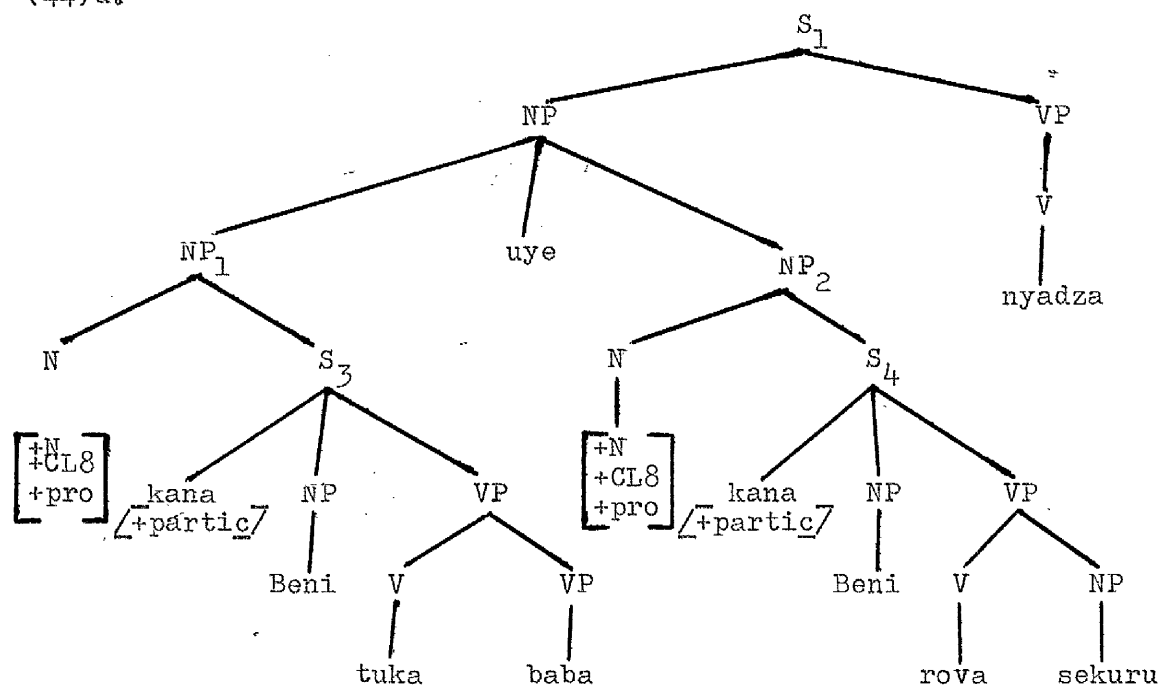 (44)a.
S1
NP VP
V
NP1 uye NP2
nyadza
N S3 N S4
+N +N
+CL8 +CL8
+pro kana NP VP +pro kana NP VP
/+partic/ /+partic/
Beni V VP Beni V NP
tuka baba rova sekuru